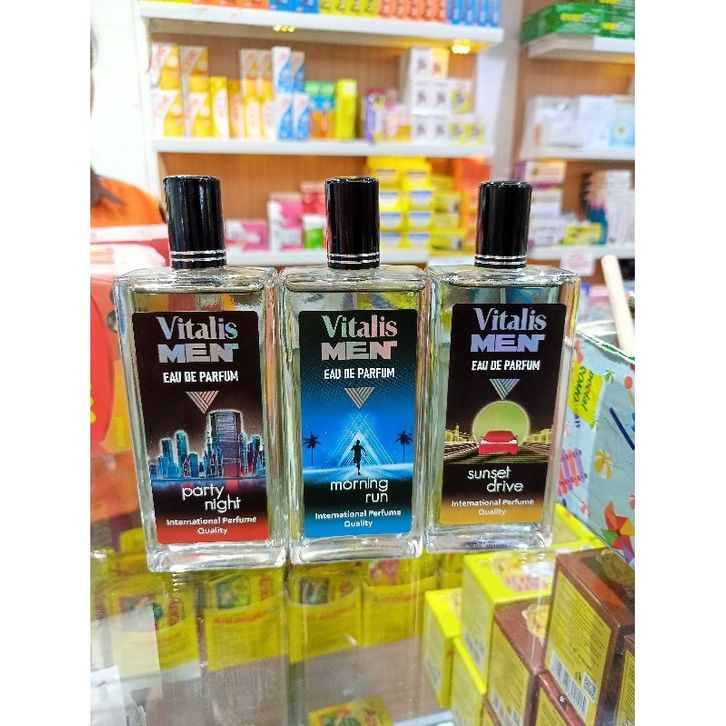 Vitalis
MEN
EAU DE PARFUM
party
night
International Perfume
Quality
Vitalis
MEN
EAU DE PARFUM
morning
run
International Perfume
Quality
Vitalis
MEN
EAU DE PARFUM
sunset
drive
International Perfume
Quality